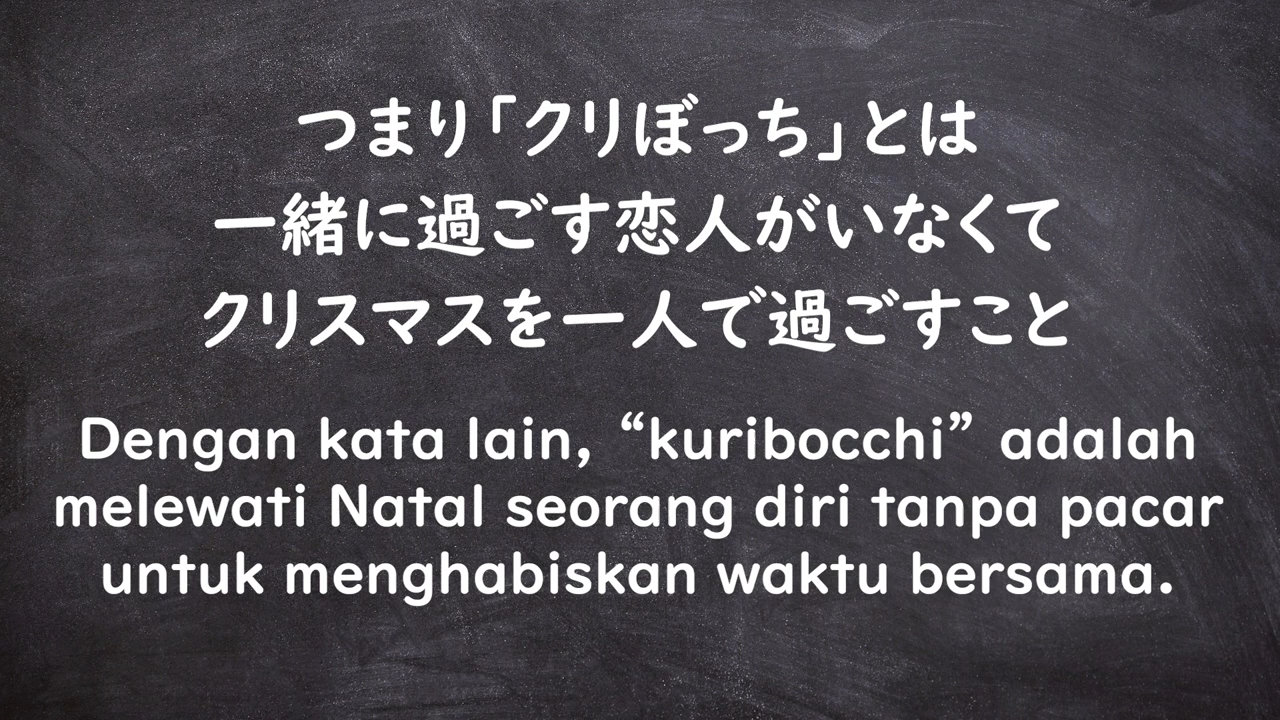 つまり「クリぼっち」とは
一緒に過ごす恋人がいなくて
クリスマスを一人で過ごすこと
Dengan kata lain, “kuribocchi” adalah
melewati Natal seorang diri tanpa pacar
untuk menghabiskan waktu bersama.